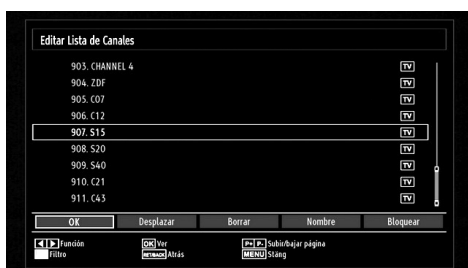 Editar Lista de Canales
903. CHANNEL 4 TV
904. ZDF TV
905. C07 TV
906. C12 TV
907. S15 TV
908. S20 TV
909. S40 TV
910. C21 TV
911. C43 TV
OK Desplazar Borrar Nombre Bloquear
Función OK Ver P+ P- Subir/bajar página
Filtro RET/BACK Atrás MENU Stäng